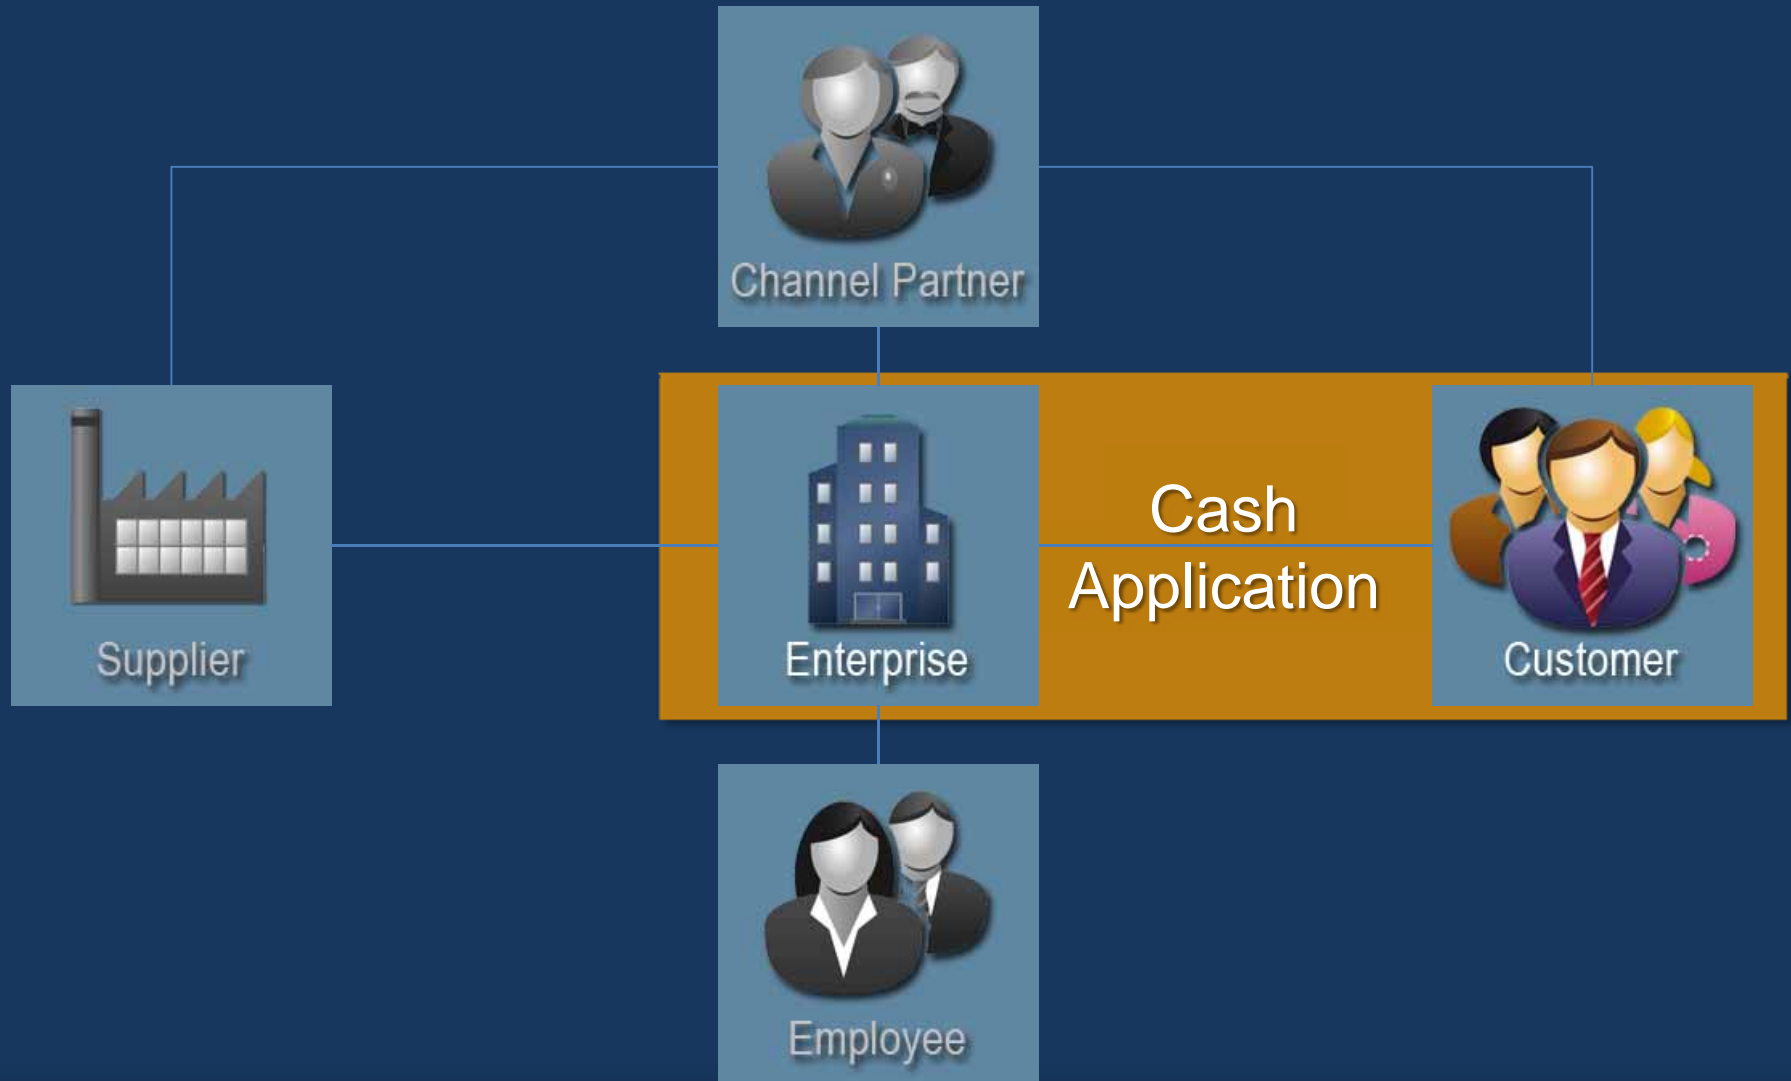 Channel Partner
Supplier
Enterprise
Cash
Application
Customer
Employee